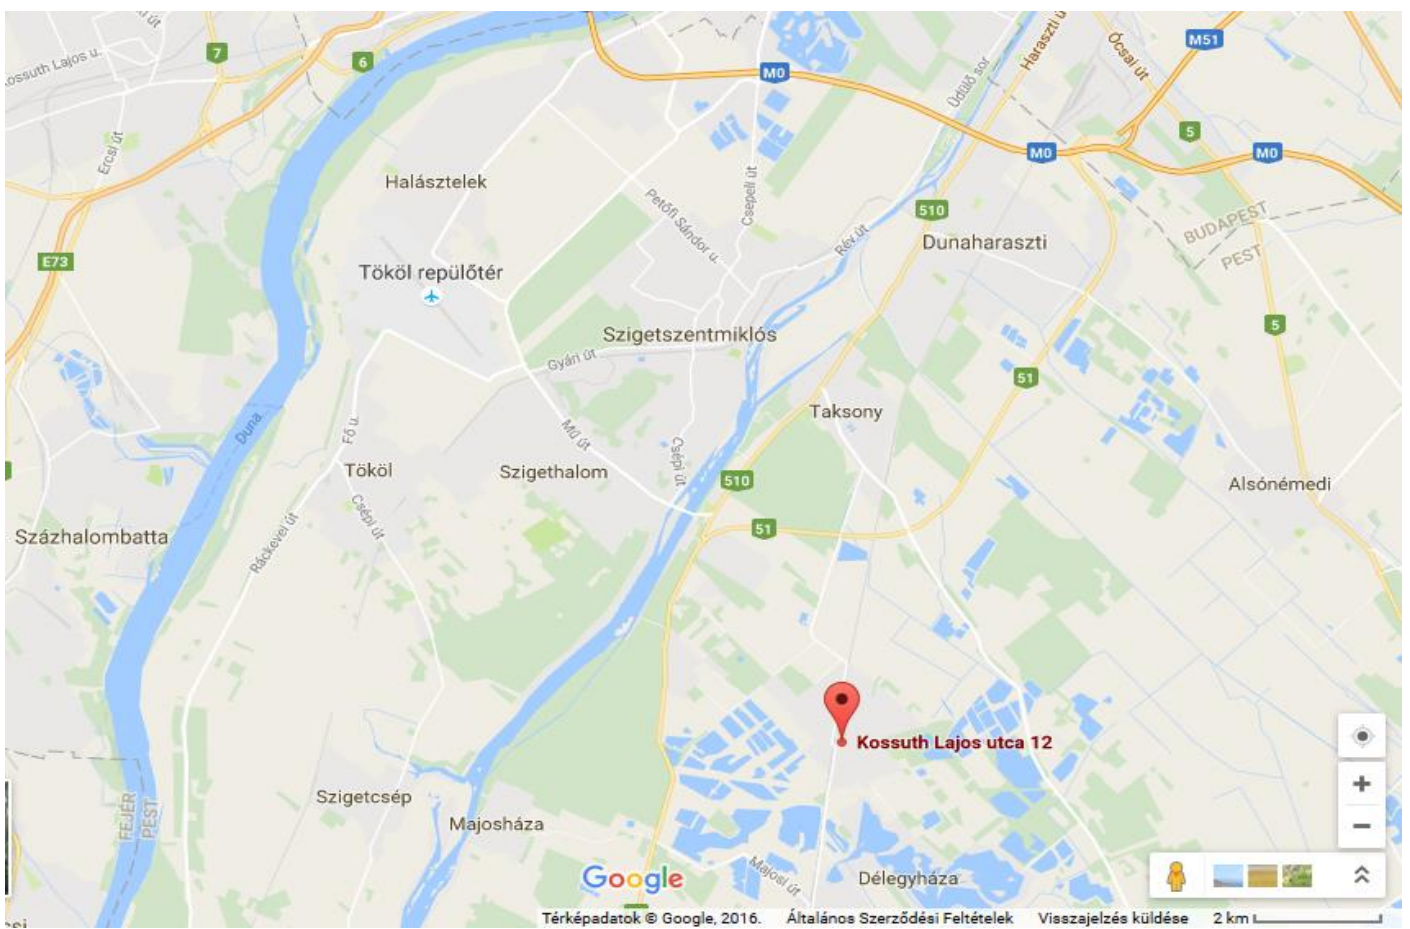 7
6
M0
M51
Ócsai út
Haraszti ú
Üdülő sor
ossuth Lajos u.
Ercsi út
5
M0
M0
Halásztelek
Petőfi Sándor u.
Csepeli út
510
Rév út
Dunaharaszti
BUDAPEST
PEST
E73
Tököl repülőtér
5
Szigetszentmiklós
Gyári út
51
Taksony
Duna
Fő u.
Mű út
Csépi út
Tököl
Szigethalom
510
Alsónémedi
Csépi út
Ráckevei út
51
Százhalombatta
Kossuth Lajos utca 12
Szigetcsép
FEJÉR
PEST
Majosháza
Majosi út
Délegyháza
Google
Térképadatok © Google, 2016. Általános Szerződési Feltételek Visszajelzés küldése 2 km